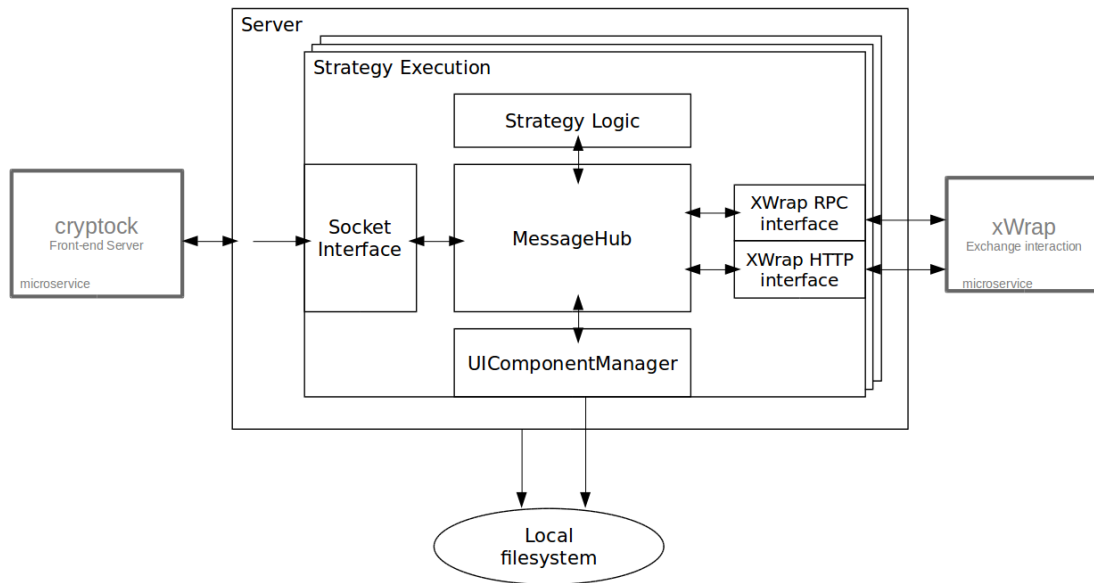 Server
Strategy Execution
Strategy Logic
cryptock
Front-end Server
microservice
Socket
Interface
MessageHub
XWrap RPC
interface
XWrap HTTP
interface
xWrap
Exchange interaction
microservice
UIComponentManager
Local
filesystem